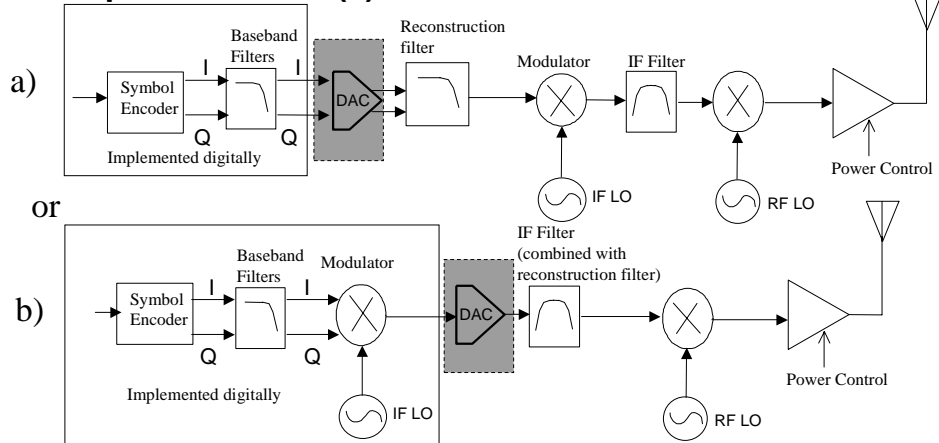 a)
Symbol
Encoder
I
Q
Baseband
Filters
I
Q
Implemented digitally
DAC
Reconstruction
filter
Modulator
IF LO
IF Filter
RF LO
Power Control
or
b)
Symbol
Encoder
I
Q
Baseband
Filters
I
Q
Modulator
IF LO
Implemented digitally
DAC
IF Filter
(combined with
reconstruction filter)
RF LO
Power Control